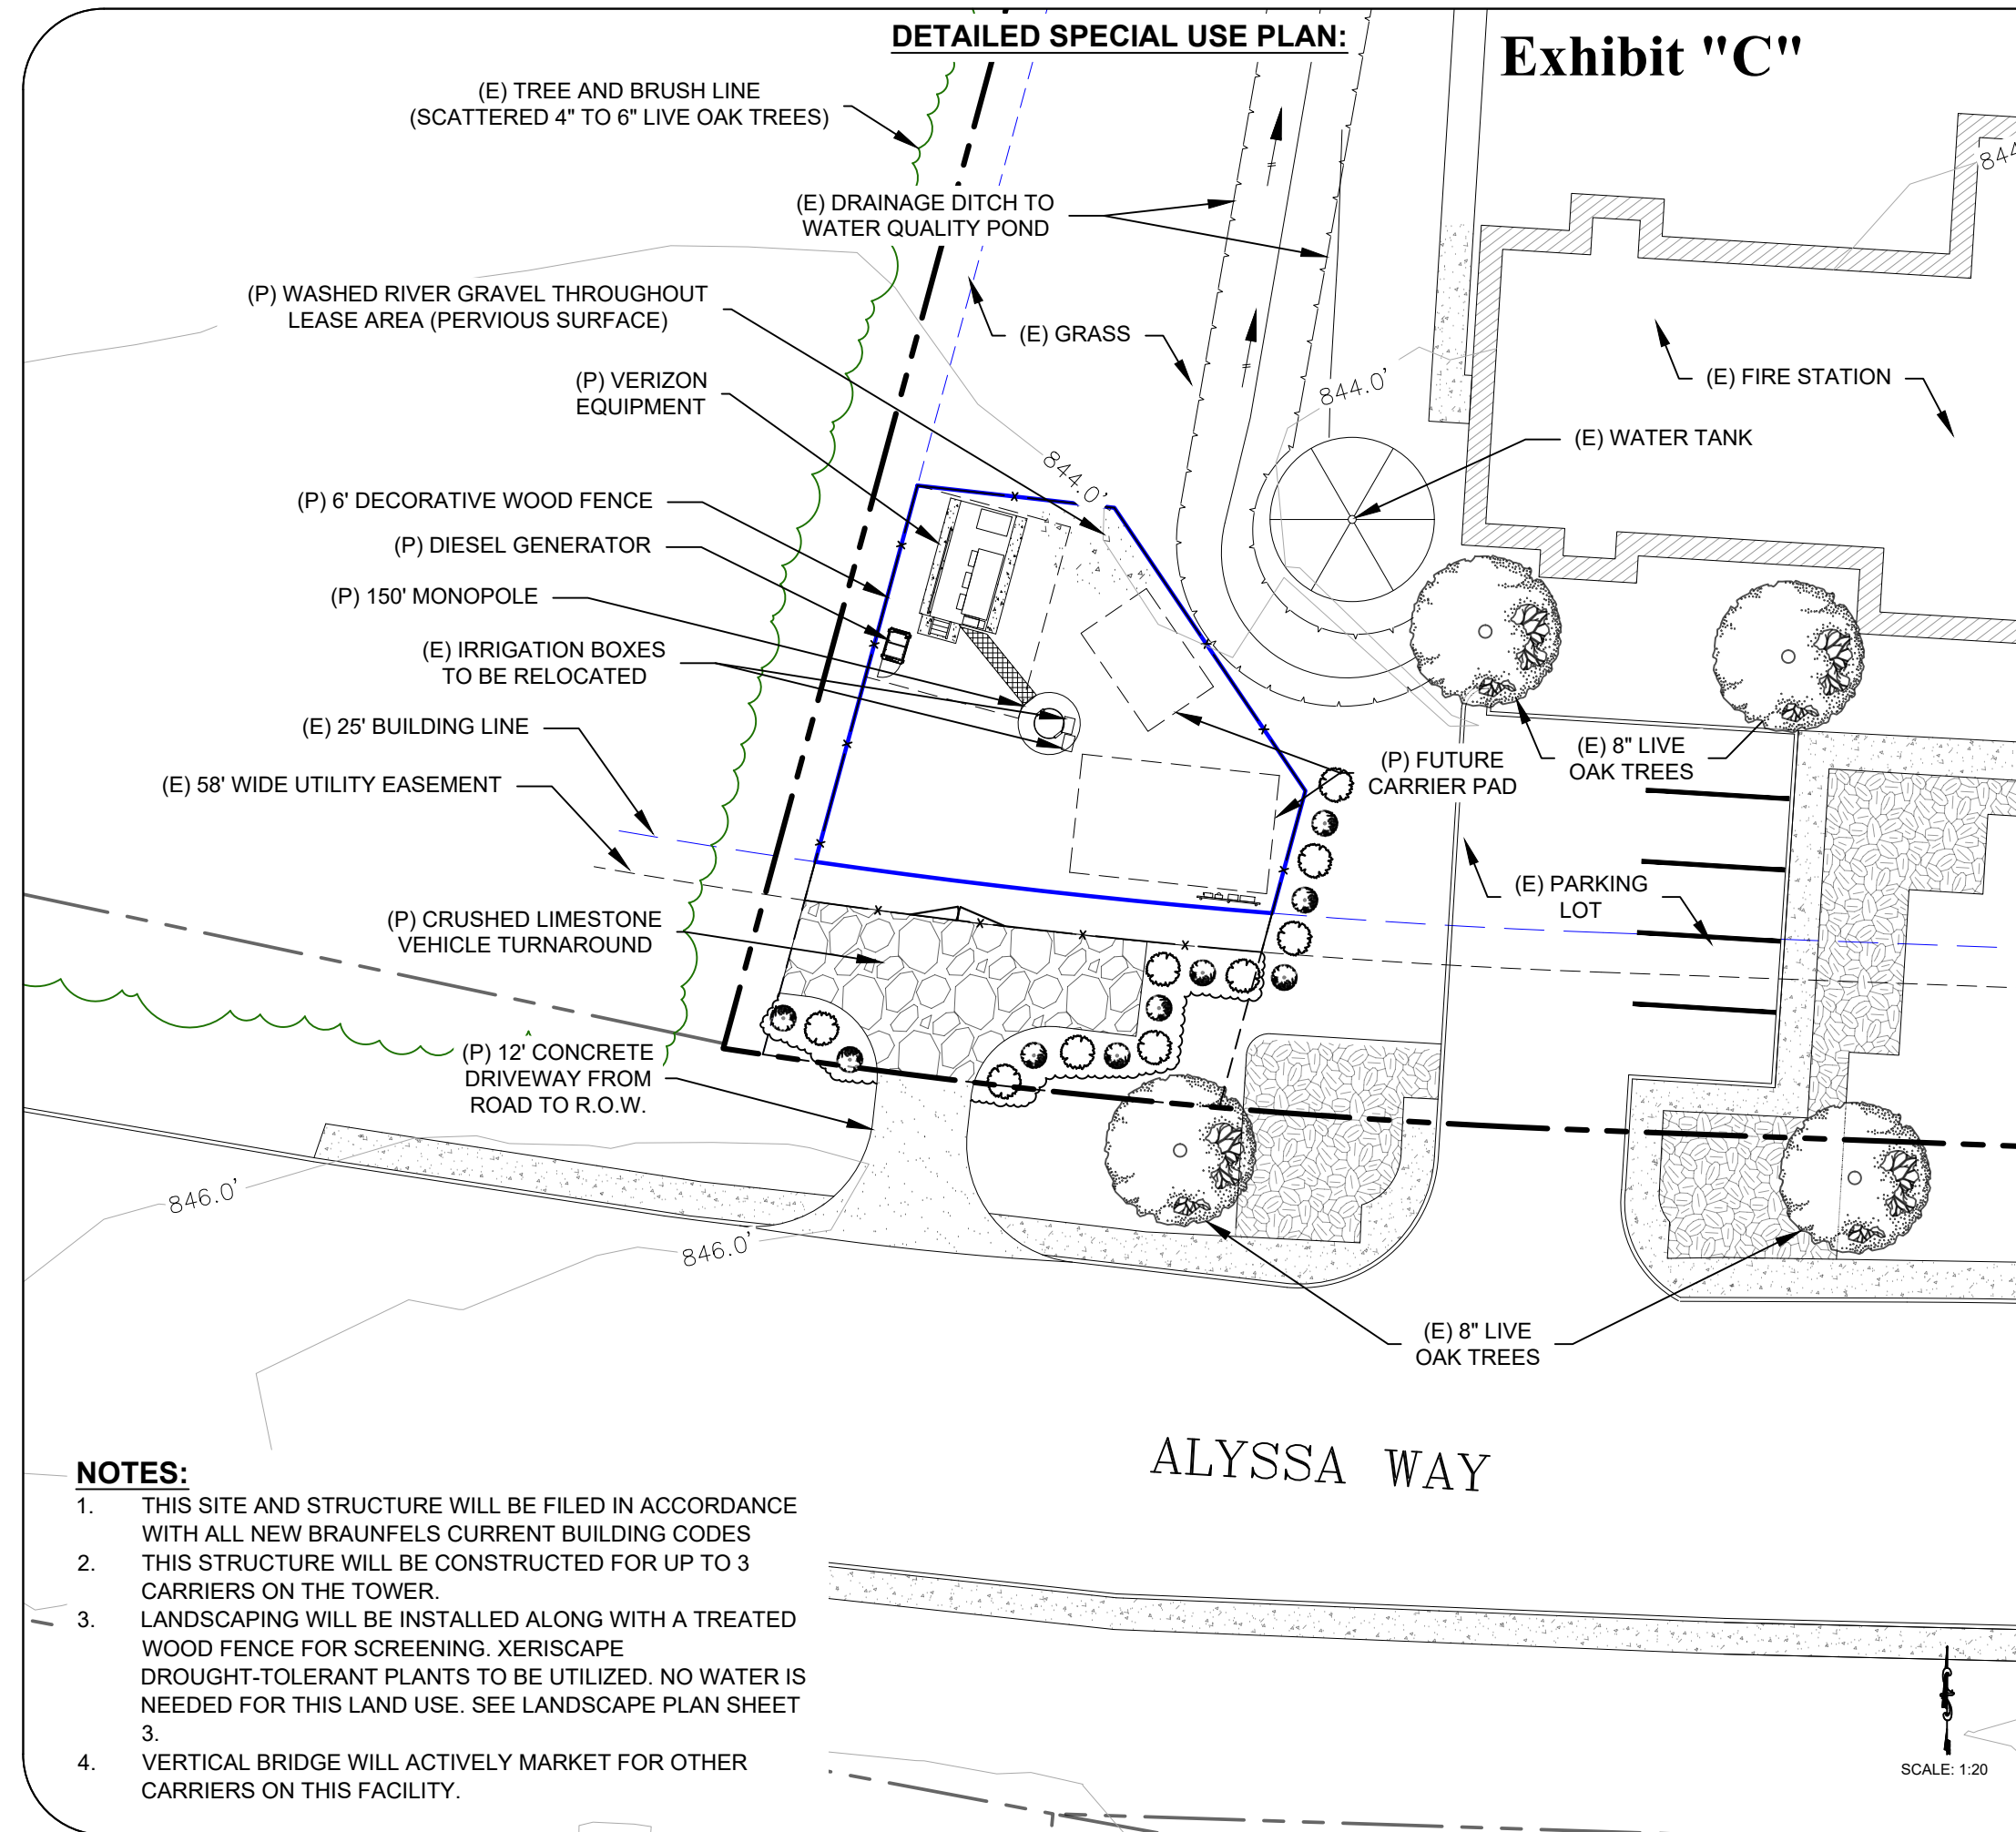 DETAILED SPECIAL USE PLAN:
Exhibit "C"
(E) TREE AND BRUSH LINE
(SCATTERED 4" TO 6" LIVE OAK TREES)
844
(E) DRAINAGE DITCH TO
WATER QUALITY POND
(P) WASHED RIVER GRAVEL THROUGHOUT
LEASE AREA (PERVIOUS SURFACE)
(E) GRASS
(P) VERIZON
EQUIPMENT
844.0'
(E) FIRE STATION
(E) WATER TANK
844.0'
(P) 6' DECORATIVE WOOD FENCE
(P) DIESEL GENERATOR
(P) 150' MONOPOLE
(E) IRRIGATION BOXES
TO BE RELOCATED
(E) 25' BUILDING LINE
(E) 58' WIDE UTILITY EASEMENT
(P) FUTURE
CARRIER PAD
(E) 8" LIVE
OAK TREES
(E) PARKING
LOT
(P) CRUSHED LIMESTONE
VEHICLE TURNAROUND
(P) 12' CONCRETE
DRIVEWAY FROM
ROAD TO R.O.W.
846.0'
846.0'
(E) 8" LIVE
OAK TREES
ALYSSA WAY
NOTES:
1. THIS SITE AND STRUCTURE WILL BE FILED IN ACCORDANCE
WITH ALL NEW BRAUNFELS CURRENT BUILDING CODES
2. THIS STRUCTURE WILL BE CONSTRUCTED FOR UP TO 3
CARRIERS ON THE TOWER.
3. LANDSCAPING WILL BE INSTALLED ALONG WITH A TREATED
WOOD FENCE FOR SCREENING. XERISCAPE
DROUGHT-TOLERANT PLANTS TO BE UTILIZED. NO WATER IS
NEEDED FOR THIS LAND USE. SEE LANDSCAPE PLAN SHEET
3.
4. VERTICAL BRIDGE WILL ACTIVELY MARKET FOR OTHER
CARRIERS ON THIS FACILITY.
SCALE: 1:20